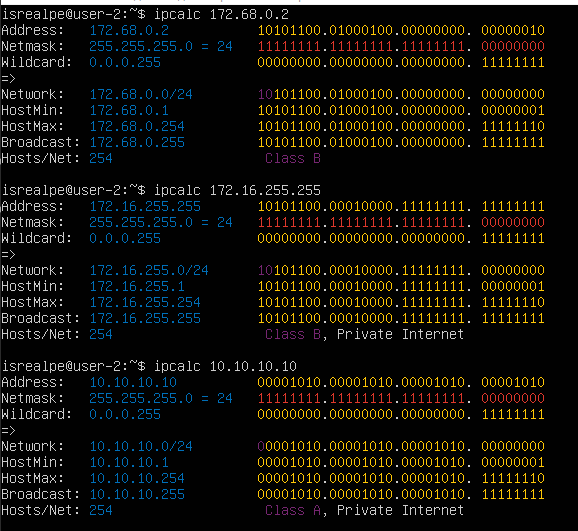 isrealpe@user-2:~$ ipcalc 172.68.0.2
Address:   172.68.0.2           10101100.01000100.00000000. 00000010
Netmask:   255.255.255.0 = 24   11111111.11111111.11111111. 00000000
Wildcard:  0.0.0.255            00000000.00000000.00000000. 11111111
=>
Network:   172.68.0.0/24        10101100.01000100.00000000. 00000000
HostMin:   172.68.0.1           10101100.01000100.00000000. 00000001
HostMax:   172.68.0.254         10101100.01000100.00000000. 11111110
Broadcast: 172.68.0.255         10101100.01000100.00000000. 11111111
Hosts/Net: 254                   Class B
isrealpe@user-2:~$ ipcalc 172.16.255.255
Address:   172.16.255.255       10101100.00010000.11111111. 11111111
Netmask:   255.255.255.0 = 24   11111111.11111111.11111111. 00000000
Wildcard:  0.0.0.255            00000000.00000000.00000000. 11111111
=>
Network:   172.16.255.0/24      10101100.00010000.11111111. 00000000
HostMin:   172.16.255.1         10101100.00010000.11111111. 00000001
HostMax:   172.16.255.254       10101100.00010000.11111111. 11111110
Broadcast: 172.16.255.255       10101100.00010000.11111111. 11111111
Hosts/Net: 254                   Class B, Private Internet
isrealpe@user-2:~$ ipcalc 10.10.10.10
Address:   10.10.10.10          00001010.00001010.00001010. 00001010
Netmask:   255.255.255.0 = 24   11111111.11111111.11111111. 00000000
Wildcard:  0.0.0.255            00000000.00000000.00000000. 11111111
=>
Network:   10.10.10.0/24        00001010.00001010.00001010. 00000000
HostMin:   10.10.10.1           00001010.00001010.00001010. 00000001
HostMax:   10.10.10.254         00001010.00001010.00001010. 11111110
Broadcast: 10.10.10.255         00001010.00001010.00001010. 11111111
Hosts/Net: 254                   Class A, Private Internet